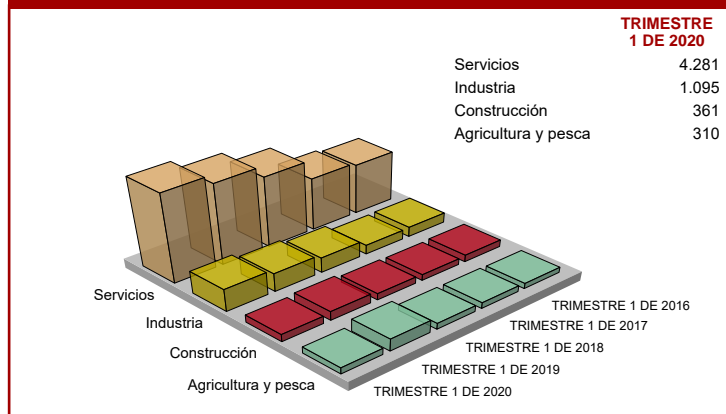 TRIMESTRE
1 DE 2020
Servicios 4.281
Industria 1.095
Construcción 361
Agricultura y pesca 310
Servicios
Industria
Construcción
Agricultura y pesca
TRIMESTRE 1 DE 2016
TRIMESTRE 1 DE 2017
TRIMESTRE 1 DE 2018
TRIMESTRE 1 DE 2019
TRIMESTRE 1 DE 2020